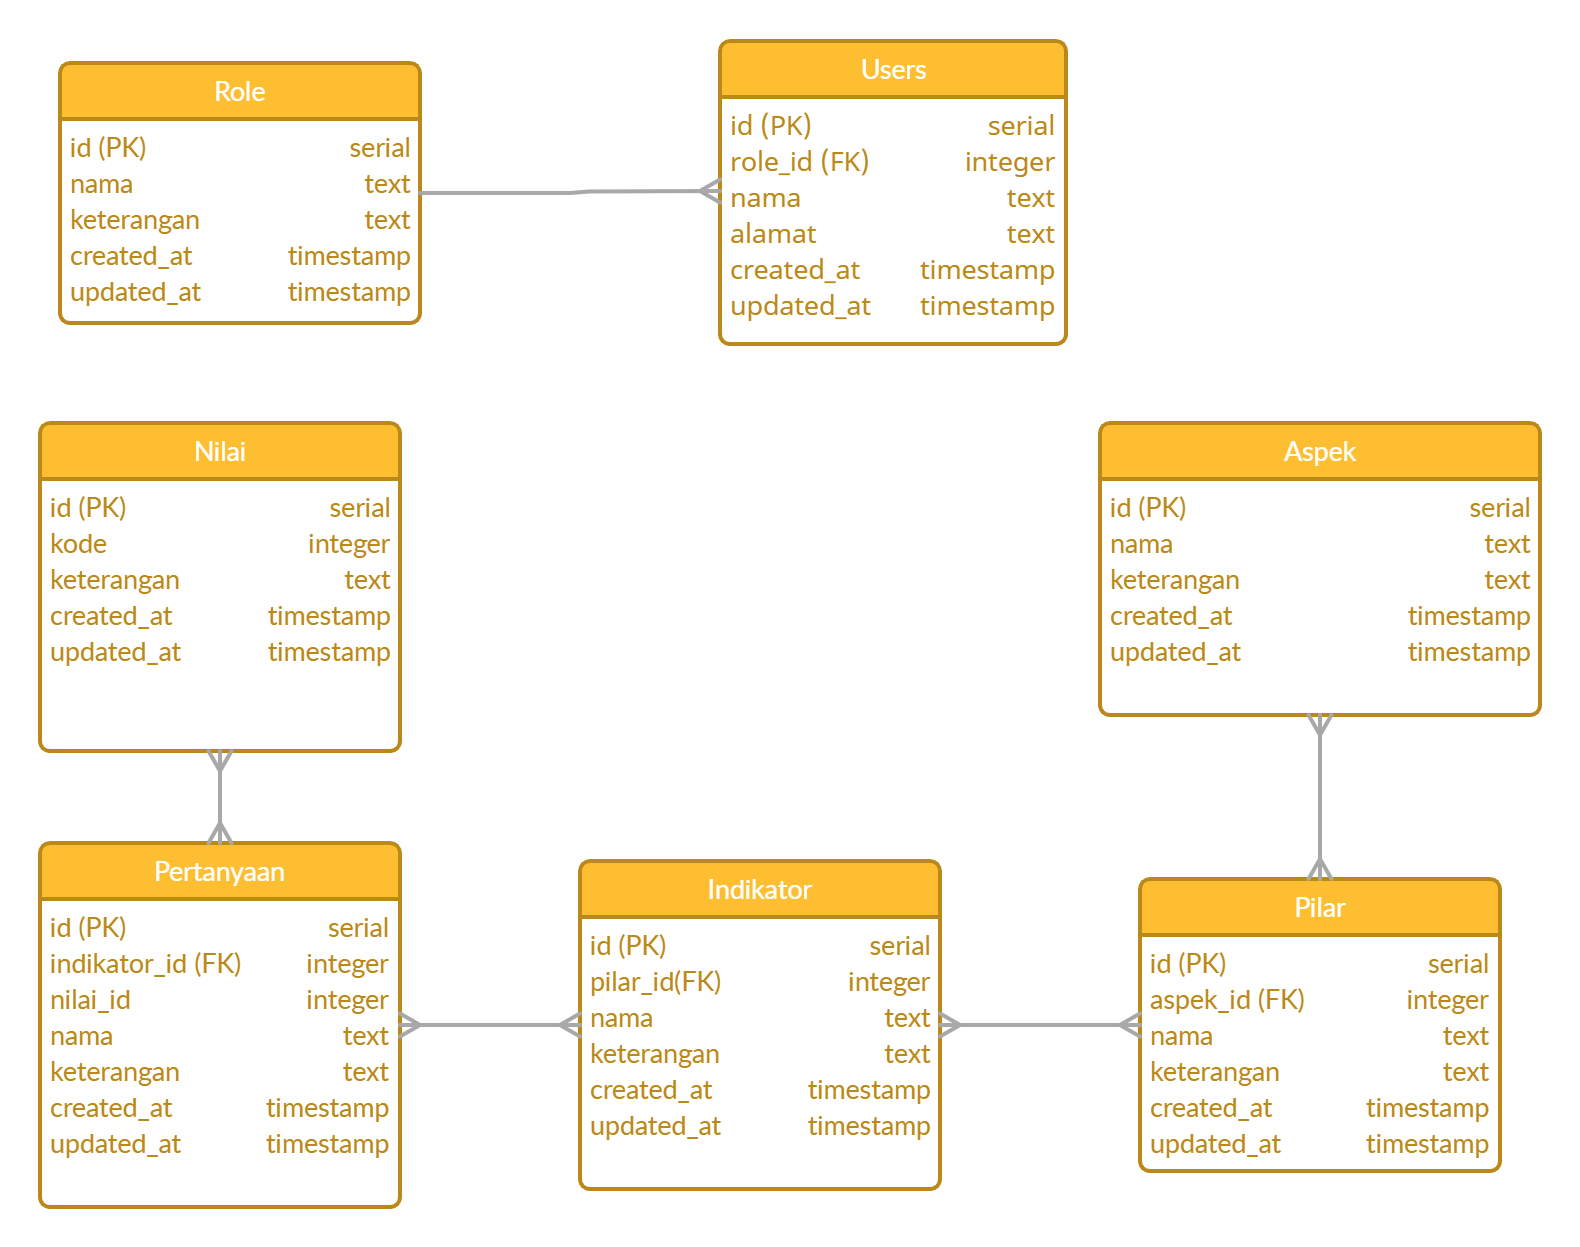 Role
id (PK) serial
nama text
keterangan text
created_at timestamp
updated_at timestamp
Users
id (PK) serial
role_id (FK) integer
nama text
alamat text
created_at timestamp
updated_at timestamp
Nilai
id (PK) serial
kode integer
keterangan text
created_at timestamp
updated_at timestamp
Aspek
id (PK) serial
nama text
keterangan text
created_at timestamp
updated_at timestamp
Pertanyaan
id (PK) serial
indikator_id (FK) integer
nilai_id integer
nama text
keterangan text
created_at timestamp
updated_at timestamp
Indikator
id (PK) serial
pilar_id(FK) integer
nama text
keterangan text
created_at timestamp
updated_at timestamp
Pilar
id (PK) serial
aspek_id (FK) integer
nama text
keterangan text
created_at timestamp
updated_at timestamp